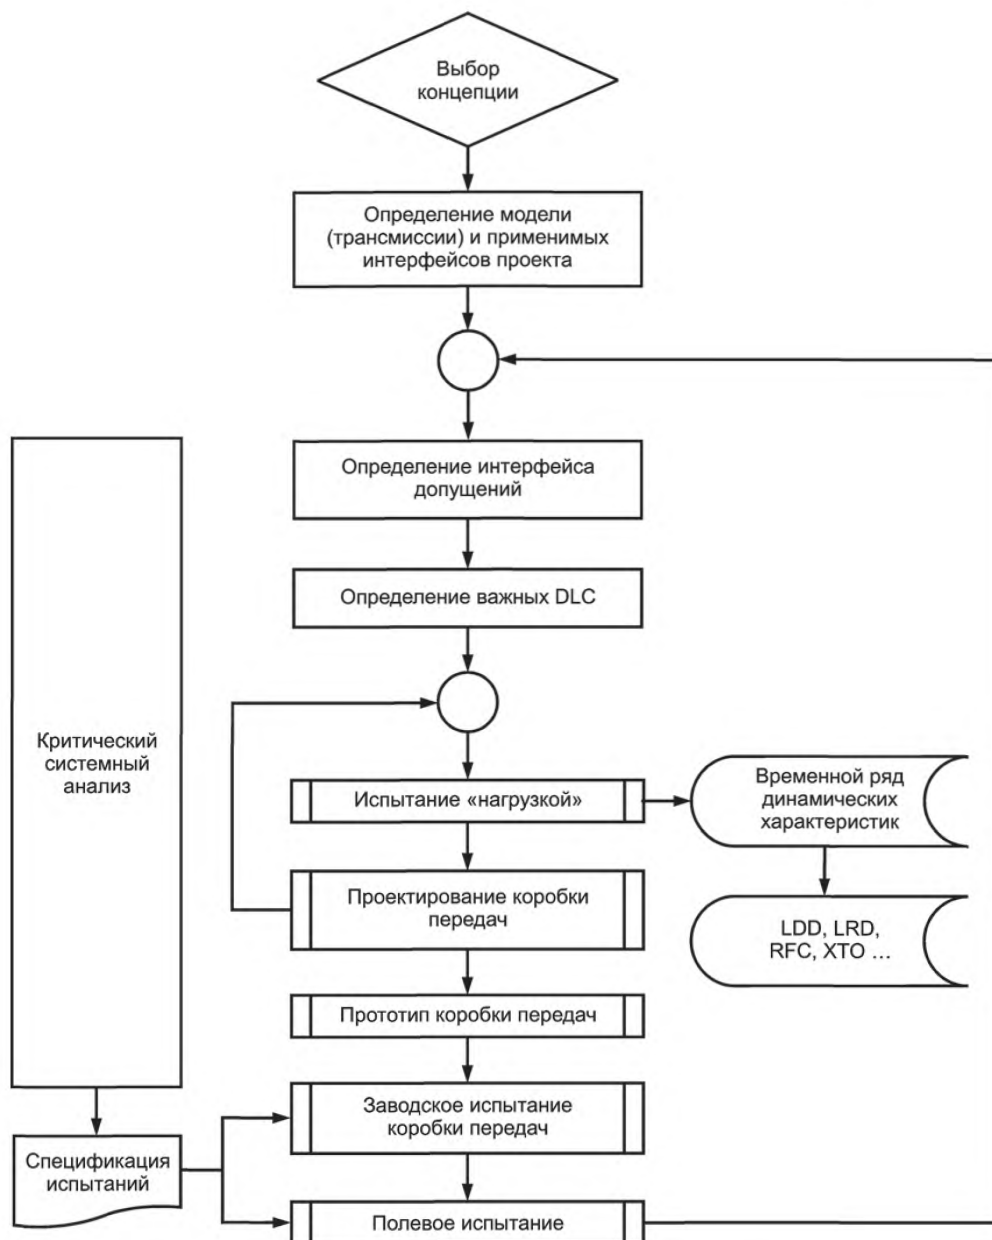 Выбор
концепции
Определение модели
(трансмиссии) и применимых
интерфейсов проекта
Определение интерфейса
допущений
Определение важных DLC
Критический
системный
анализ
Испытание «нагрузкой»
Временной ряд
динамических
характеристик
Проектирование коробки
передач
LDD, LRD,
RFC, XTO ...
Прототип коробки передач
Заводское испытание
коробки передач
Спецификация
испытаний
Полевое испытание